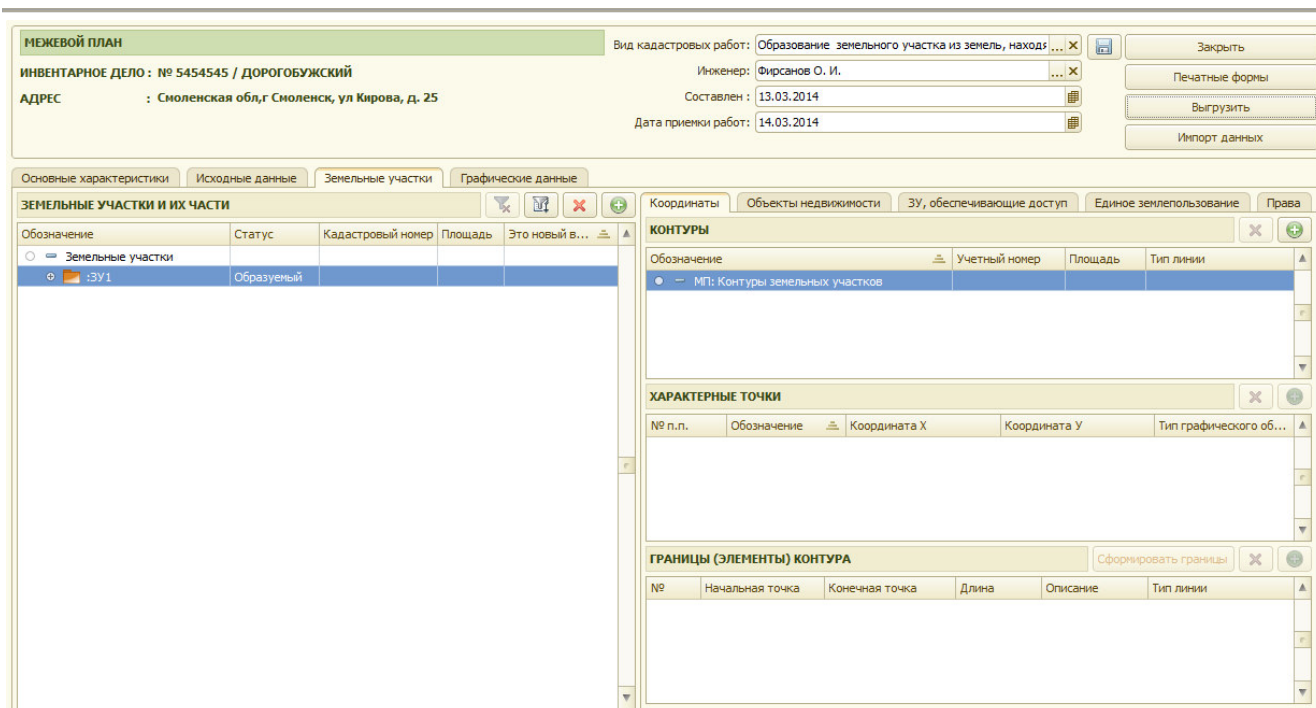 МЕЖЕВОЙ ПЛАН
ИНВЕНТАРНОЕ ДЕЛО : № 5454545 / ДОРОГОБУЖСКИЙ
АДРЕС : Смоленская обл,г Смоленск, ул Кирова, д. 25
Вид кадастровых работ: Образование земельного участка из земель, находя ...
Инженер: Фирсанов О. И. ...
Составлен : 13.03.2014
Дата приемки работ: 14.03.2014
Закрыть
Печатные формы
Выгрузить
Импорт данных
Основные характеристики Исходные данные Земельные участки Графические данные
ЗЕМЕЛЬНЫЕ УЧАСТКИ И ИХ ЧАСТИ
Обозначение Статус Кадастровый номер Площадь Это новый в...
Земельные участки
:ЗУ1 Образуемый
Координаты Объекты недвижимости ЗУ, обеспечивающие доступ Единое землепользование Права
КОНТУРЫ
Обозначение Учетный номер Площадь Тип линии
МП: Контуры земельных участков
ХАРАКТЕРНЫЕ ТОЧКИ
№ п.п. Обозначение Координата X Координата У Тип графического об...
ГРАНИЦЫ (ЭЛЕМЕНТЫ) КОНТУРА Сформировать границы
№ Начальная точка Конечная точка Длина Описание Тип линии